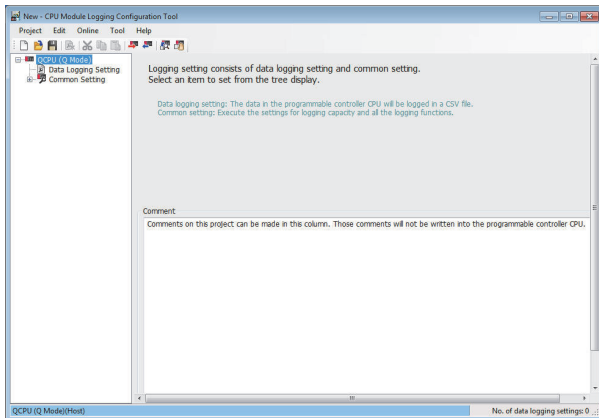 New - CPU Module Logging Configuration Tool
Project Edit Online Tool Help
QCPU (Q Mode)
Data Logging Setting
Common Setting
Logging setting consists of data logging setting and common setting.
Select an item to set from the tree display.
Data logging setting: The data in the programmable controller CPU will be logged in a CSV file.
Common setting: Execute the settings for logging capacity and all the logging functions.
Comment
Comments on this project can be made in this column. Those comments will not be written into the programmable controller CPU.
QCPU (Q Mode)(Host)
No. of data logging settings: 0